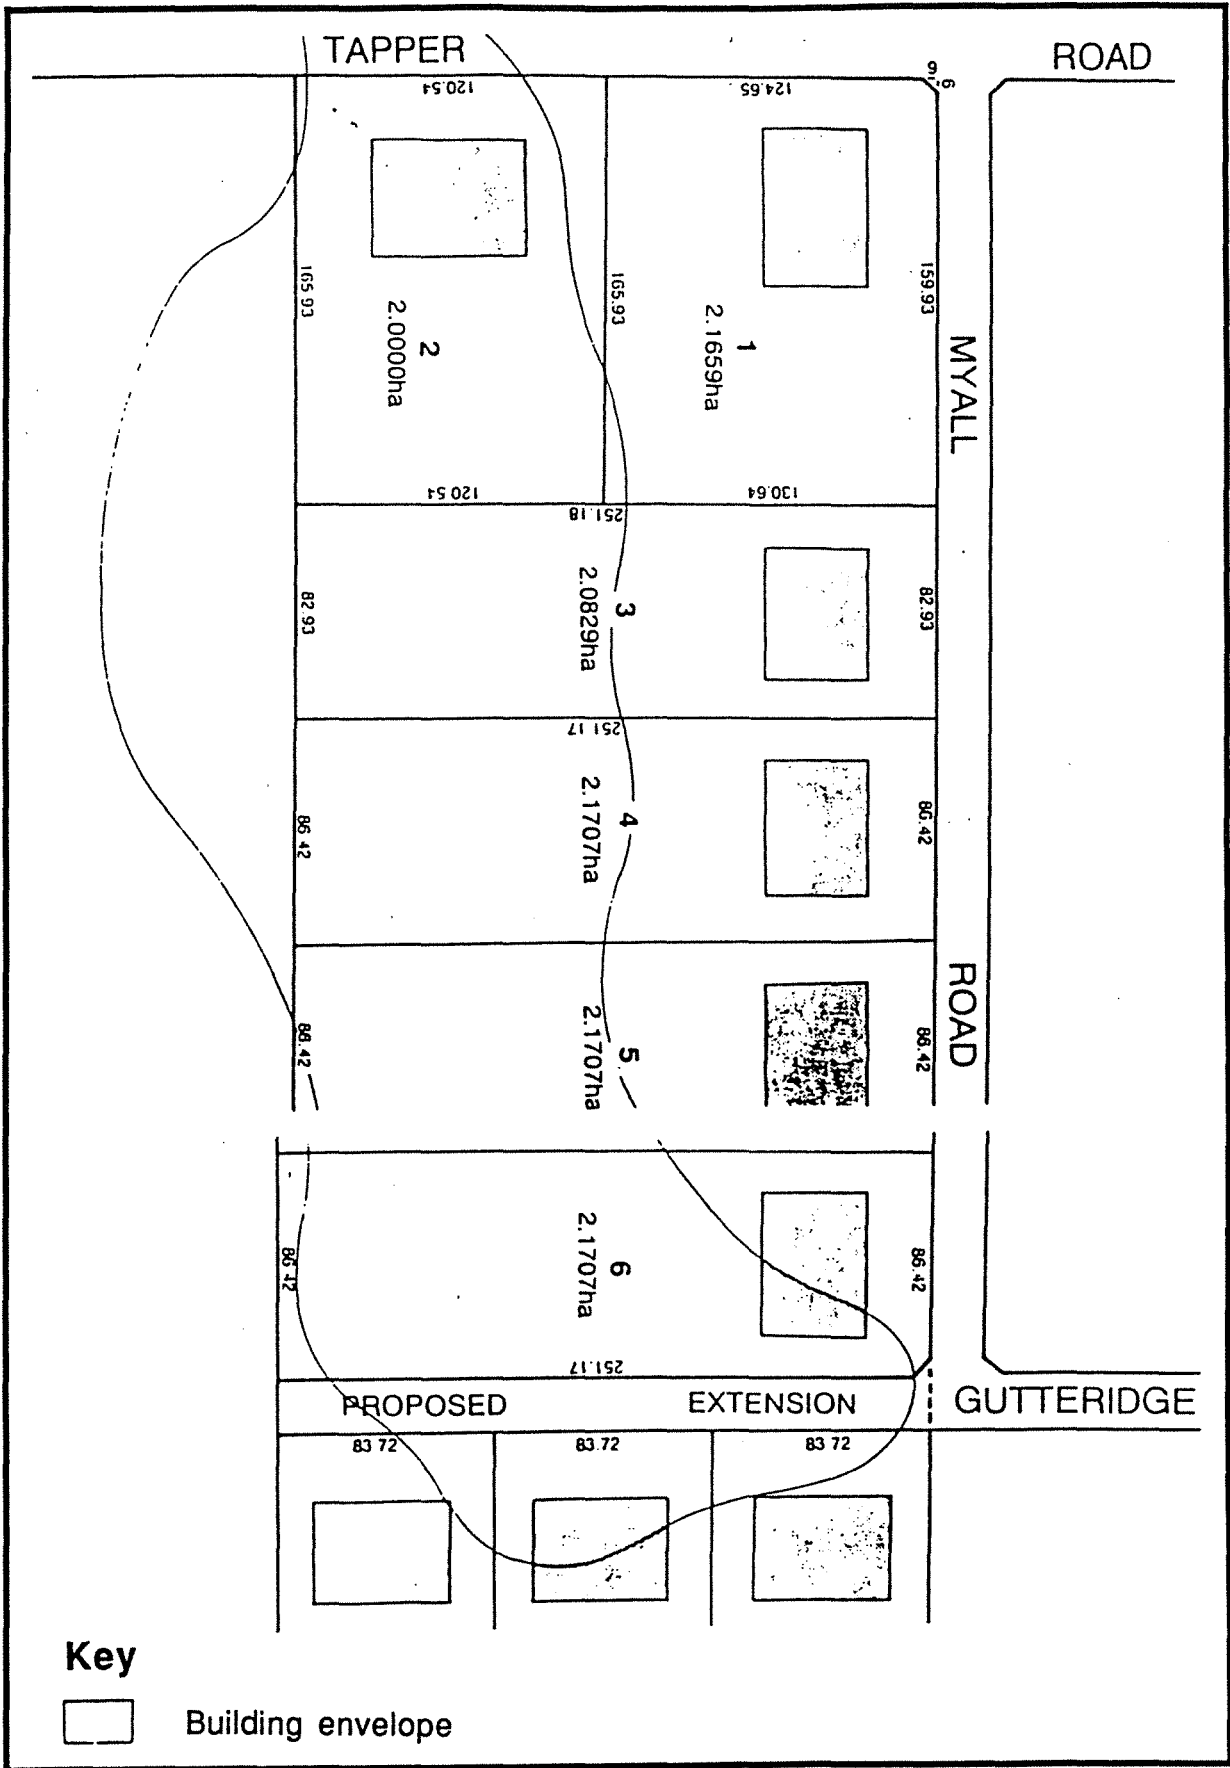 TAPPER ROAD
120.54
124.65
6
6
165 93
165.93
159.93
2
2.0000ha
1
2.1659ha
MYALL
120 54
130.64
251.18
3
2.0829ha
82.93
82.93
251.17
4
2.1707ha
86 42
86.42
5
2.1707ha
86.42
86.42
ROAD
6
2.1707ha
86 42
86.42
251.17
PROPOSED EXTENSION GUTTERIDGE
83 72
83.72
83 72
Key
Building envelope